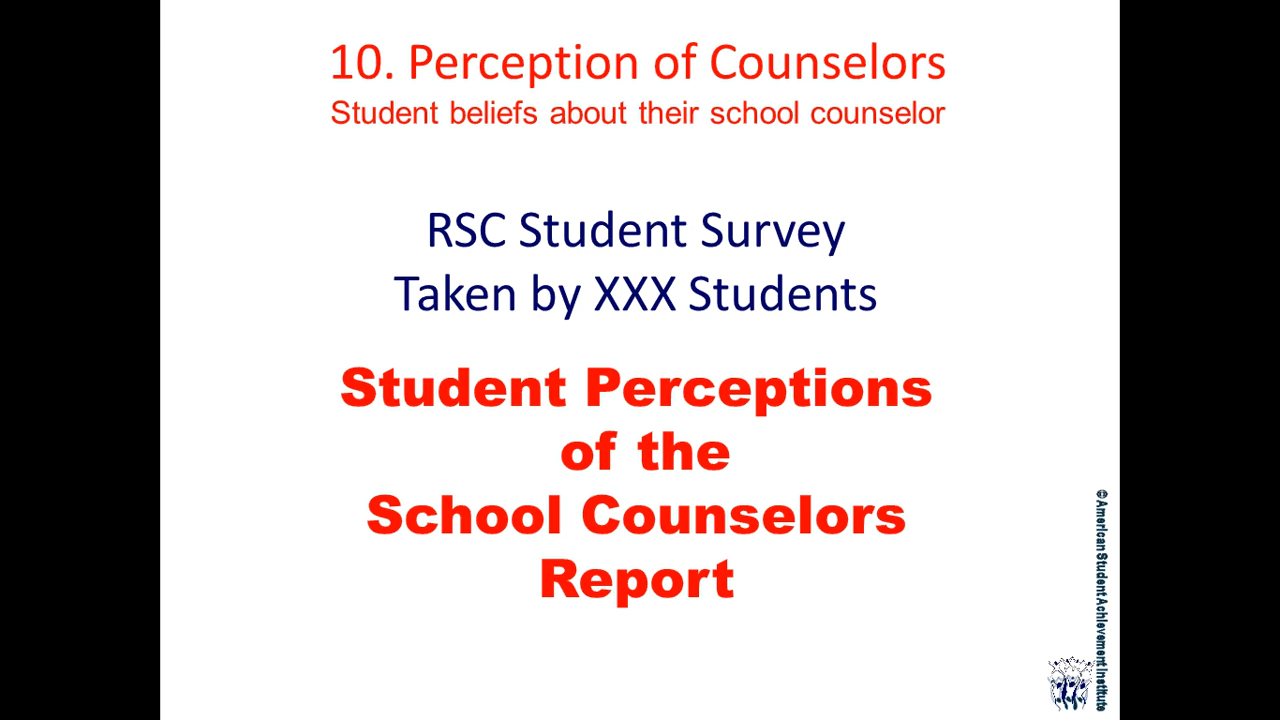 10. Perception of Counselors
Student beliefs about their school counselor
RSC Student Survey
Taken by XXX Students
Student Perceptions
of the
School Counselors
Report
© American Student Achievement Institute